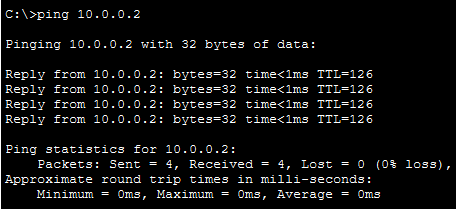 C:\>ping 10.0.0.2
Pinging 10.0.0.2 with 32 bytes of data:
Reply from 10.0.0.2: bytes=32 time<1ms TTL=126
Reply from 10.0.0.2: bytes=32 time<1ms TTL=126
Reply from 10.0.0.2: bytes=32 time<1ms TTL=126
Reply from 10.0.0.2: bytes=32 time<1ms TTL=126
Ping statistics for 10.0.0.2:
    Packets: Sent = 4, Received = 4, Lost = 0 (0% loss),
Approximate round trip times in milli-seconds:
    Minimum = 0ms, Maximum = 0ms, Average = 0ms